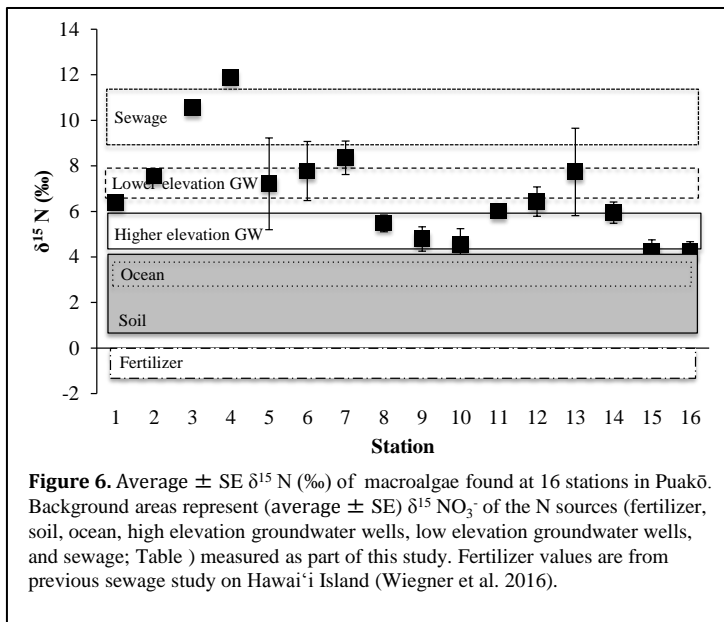 14
12
10
8
6
4
2
0
-2
δ¹⁵ N (‰)
Sewage
Lower elevation GW
Higher elevation GW
Ocean
Soil
Fertilizer
1 2 3 4 5 6 7 8 9 10 11 12 13 14 15 16
Station
Figure 6. Average ± SE δ¹⁵ N (‰) of macroalgae found at 16 stations in Puakō.
Background areas represent (average ± SE) δ¹⁵ NO₃⁻ of the N sources (fertilizer,
soil, ocean, high elevation groundwater wells, low elevation groundwater wells,
and sewage; Table ) measured as part of this study. Fertilizer values are from
previous sewage study on Hawaiʻi Island (Wiegner et al. 2016).